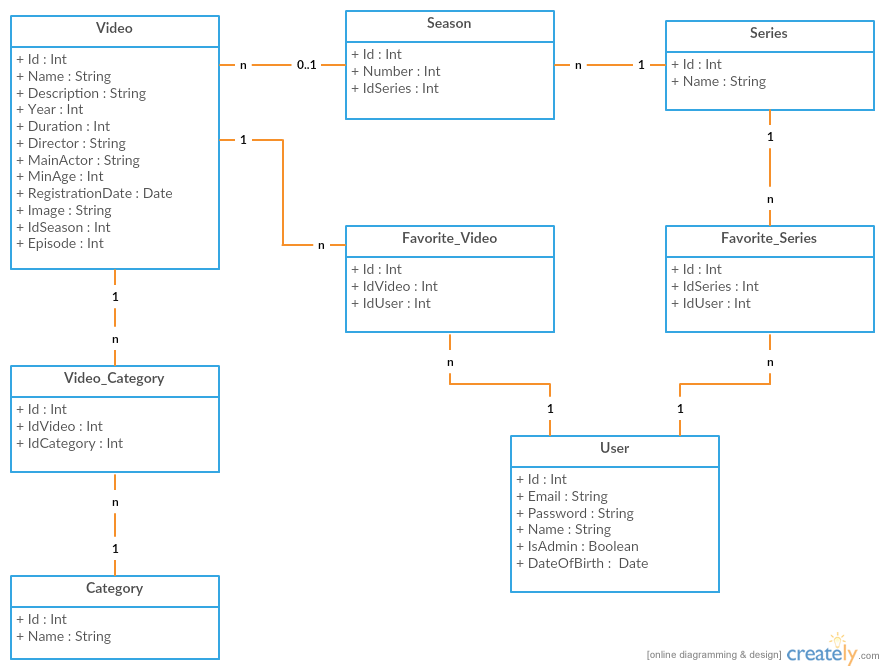 Video
+ Id : Int
+ Name : String
+ Description : String
+ Year : Int
+ Duration : Int
+ Director : String
+ MainActor : String
+ MinAge : Int
+ RegistrationDate : Date
+ Image : String
+ IdSeason : Int
+ Episode : Int
n
0..1
Season
+ Id : Int
+ Number : Int
+ IdSeries : Int
n
1
Series
+ Id : Int
+ Name : String
1
n
1
n
Favorite_Video
+ Id : Int
+ IdVideo : Int
+ IdUser : Int
Favorite_Series
+ Id : Int
+ IdSeries : Int
+ IdUser : Int
1
n
Video_Category
+ Id : Int
+ IdVideo : Int
+ IdCategory : Int
n
1
n
1
User
+ Id : Int
+ Email : String
+ Password : String
+ Name : String
+ IsAdmin : Boolean
+ DateOfBirth :  Date
n
1
Category
+ Id : Int
+ Name : String
[online diagramming & design] creately.com